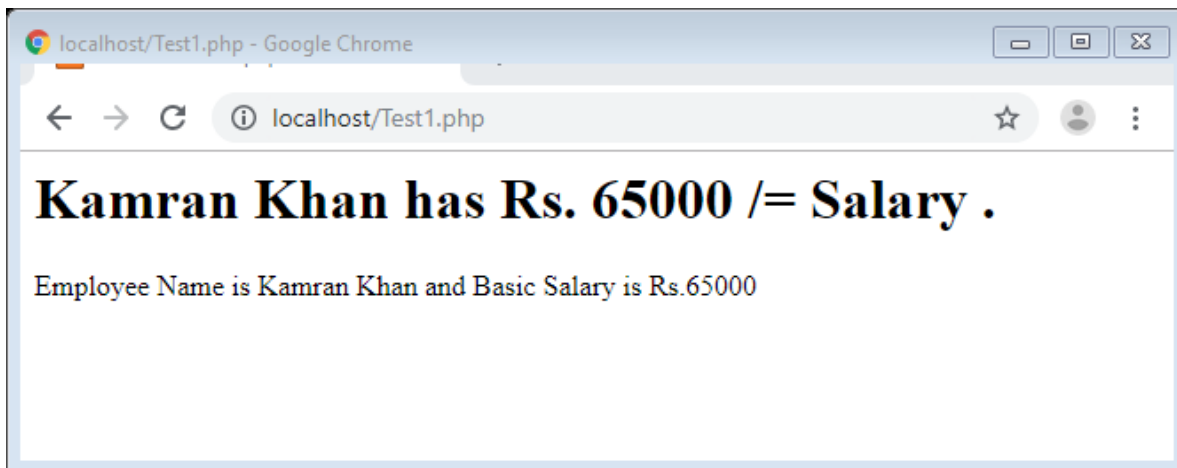 localhost/Test1.php - Google Chrome
localhost/Test1.php
Kamran Khan has Rs. 65000 /= Salary .
Employee Name is Kamran Khan and Basic Salary is Rs.65000